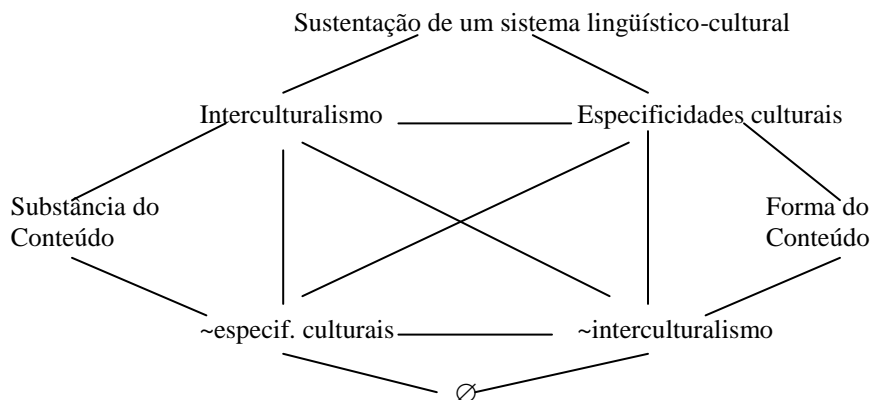 Sustentação de um sistema lingüístico-cultural
Interculturalismo Especificidades culturais
Substância do
Conteúdo
Forma do
Conteúdo
~especif. culturais ~interculturalismo
∅